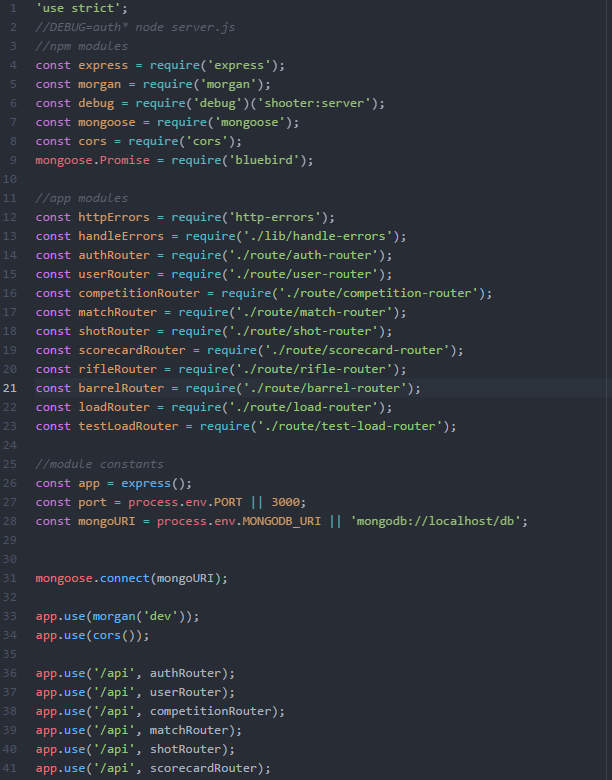 1 'use strict';
2 //DEBUG=auth* node server.js
3 //npm modules
4 const express = require('express');
5 const morgan = require('morgan');
6 const debug = require('debug')('shooter:server');
7 const mongoose = require('mongoose');
8 const cors = require('cors');
9 mongoose.Promise = require('bluebird');
10
11 //app modules
12 const httpErrors = require('http-errors');
13 const handleErrors = require('./lib/handle-errors');
14 const authRouter = require('./route/auth-router');
15 const userRouter = require('./route/user-router');
16 const competitionRouter = require('./route/competition-router');
17 const matchRouter = require('./route/match-router');
18 const shotRouter = require('./route/shot-router');
19 const scorecardRouter = require('./route/scorecard-router');
20 const rifleRouter = require('./route/rifle-router');
21 const barrelRouter = require('./route/barrel-router');
22 const loadRouter = require('./route/load-router');
23 const testLoadRouter = require('./route/test-load-router');
24
25 //module constants
26 const app = express();
27 const port = process.env.PORT || 3000;
28 const mongoURI = process.env.MONGODB_URI || 'mongodb://localhost/db';
29
30
31 mongoose.connect(mongoURI);
32
33 app.use(morgan('dev'));
34 app.use(cors());
35
36 app.use('/api', authRouter);
37 app.use('/api', userRouter);
38 app.use('/api', competitionRouter);
39 app.use('/api', matchRouter);
40 app.use('/api', shotRouter);
41 app.use('/api', scorecardRouter);